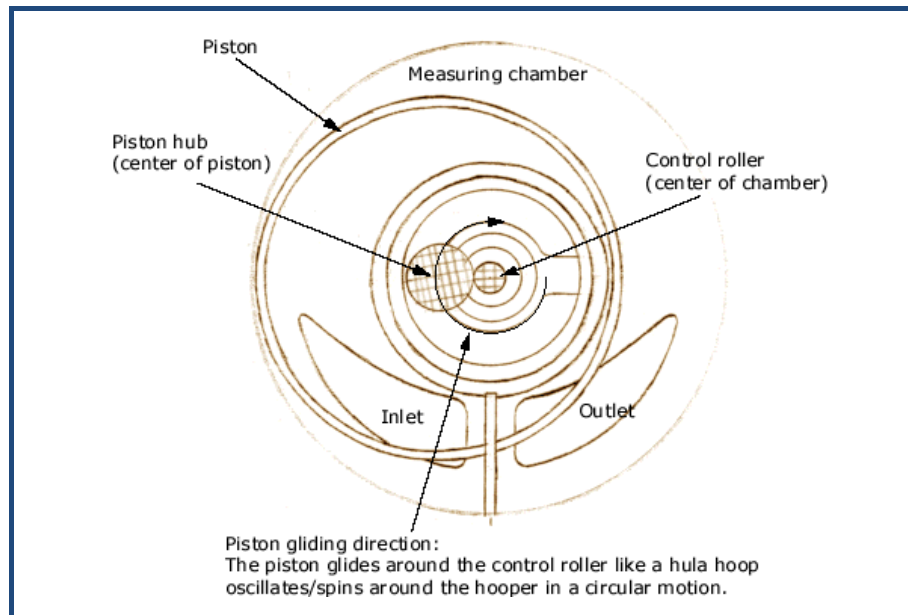 Piston
Measuring chamber
Piston hub
(center of piston)
Control roller
(center of chamber)
Inlet
Outlet
Piston gliding direction:
The piston glides around the control roller like a hula hoop
oscillates/spins around the hooper in a circular motion.